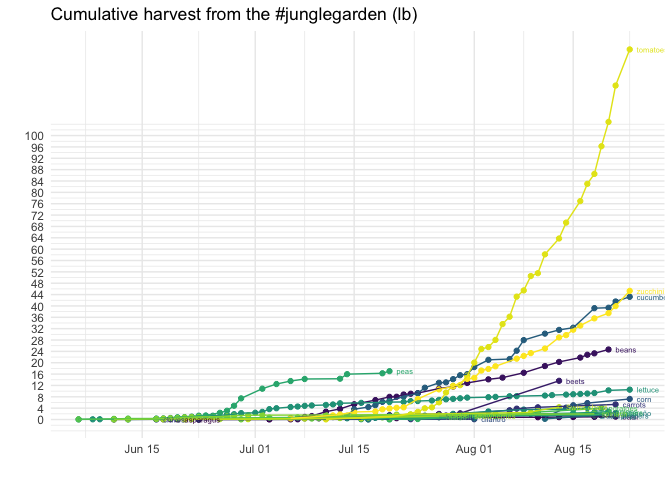 Cumulative harvest from the #junglegarden (lb)
tomatoes
100
96
92
88
84
80
76
72
68
64
60
56
52
48
44
40
36
32
28
24
20
16
12
8
4
0
zucchini
cucumbe
beans
peas
beets
lettuce
corn
carrots
asparagus
cilantro
Jun 15
Jul 01
Jul 15
Aug 01
Aug 15